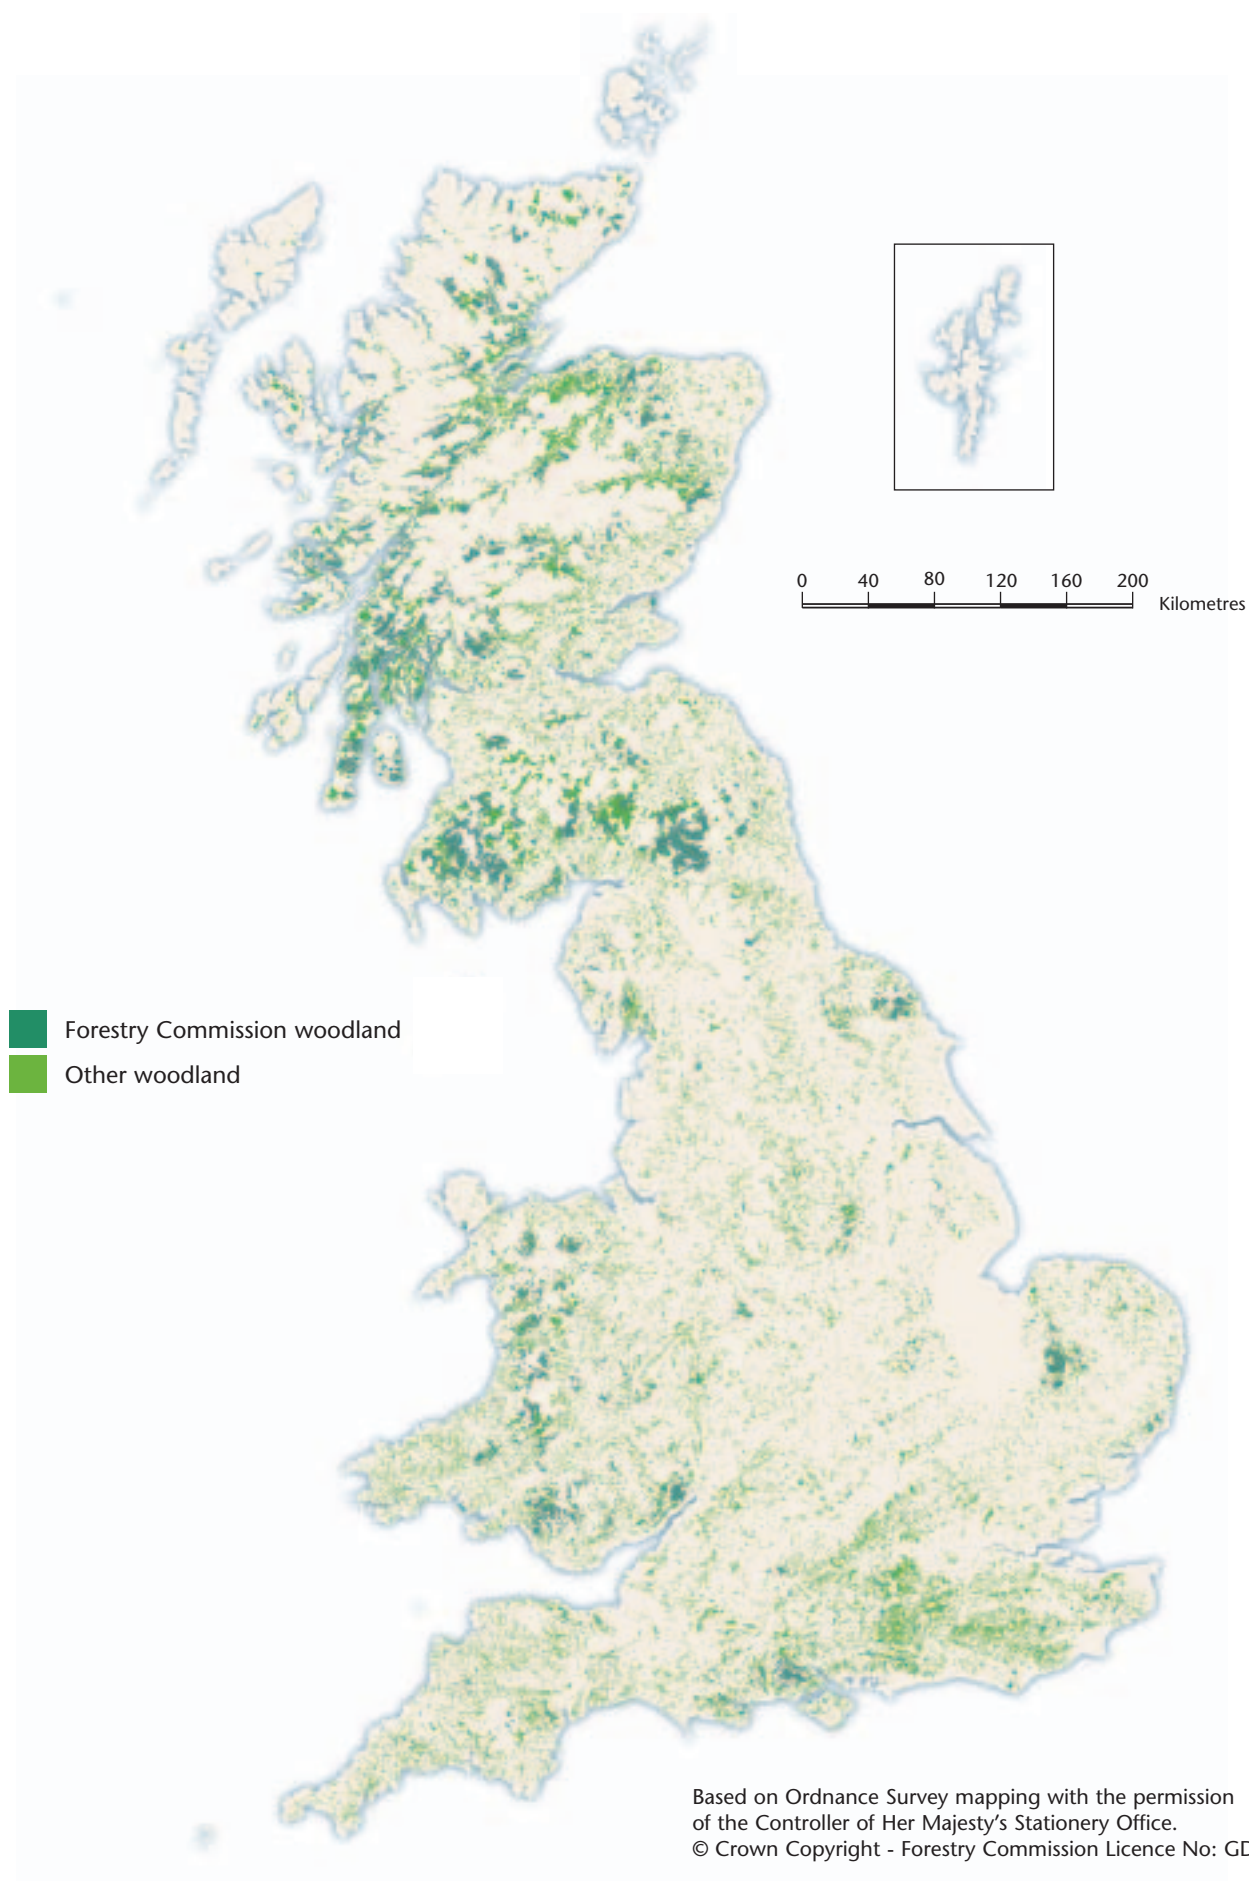 0 40 80 120 160 200
Kilometres
Forestry Commission woodland
Other woodland
Based on Ordnance Survey mapping with the permission
of the Controller of Her Majesty’s Stationery Office.
© Crown Copyright - Forestry Commission Licence No: GD